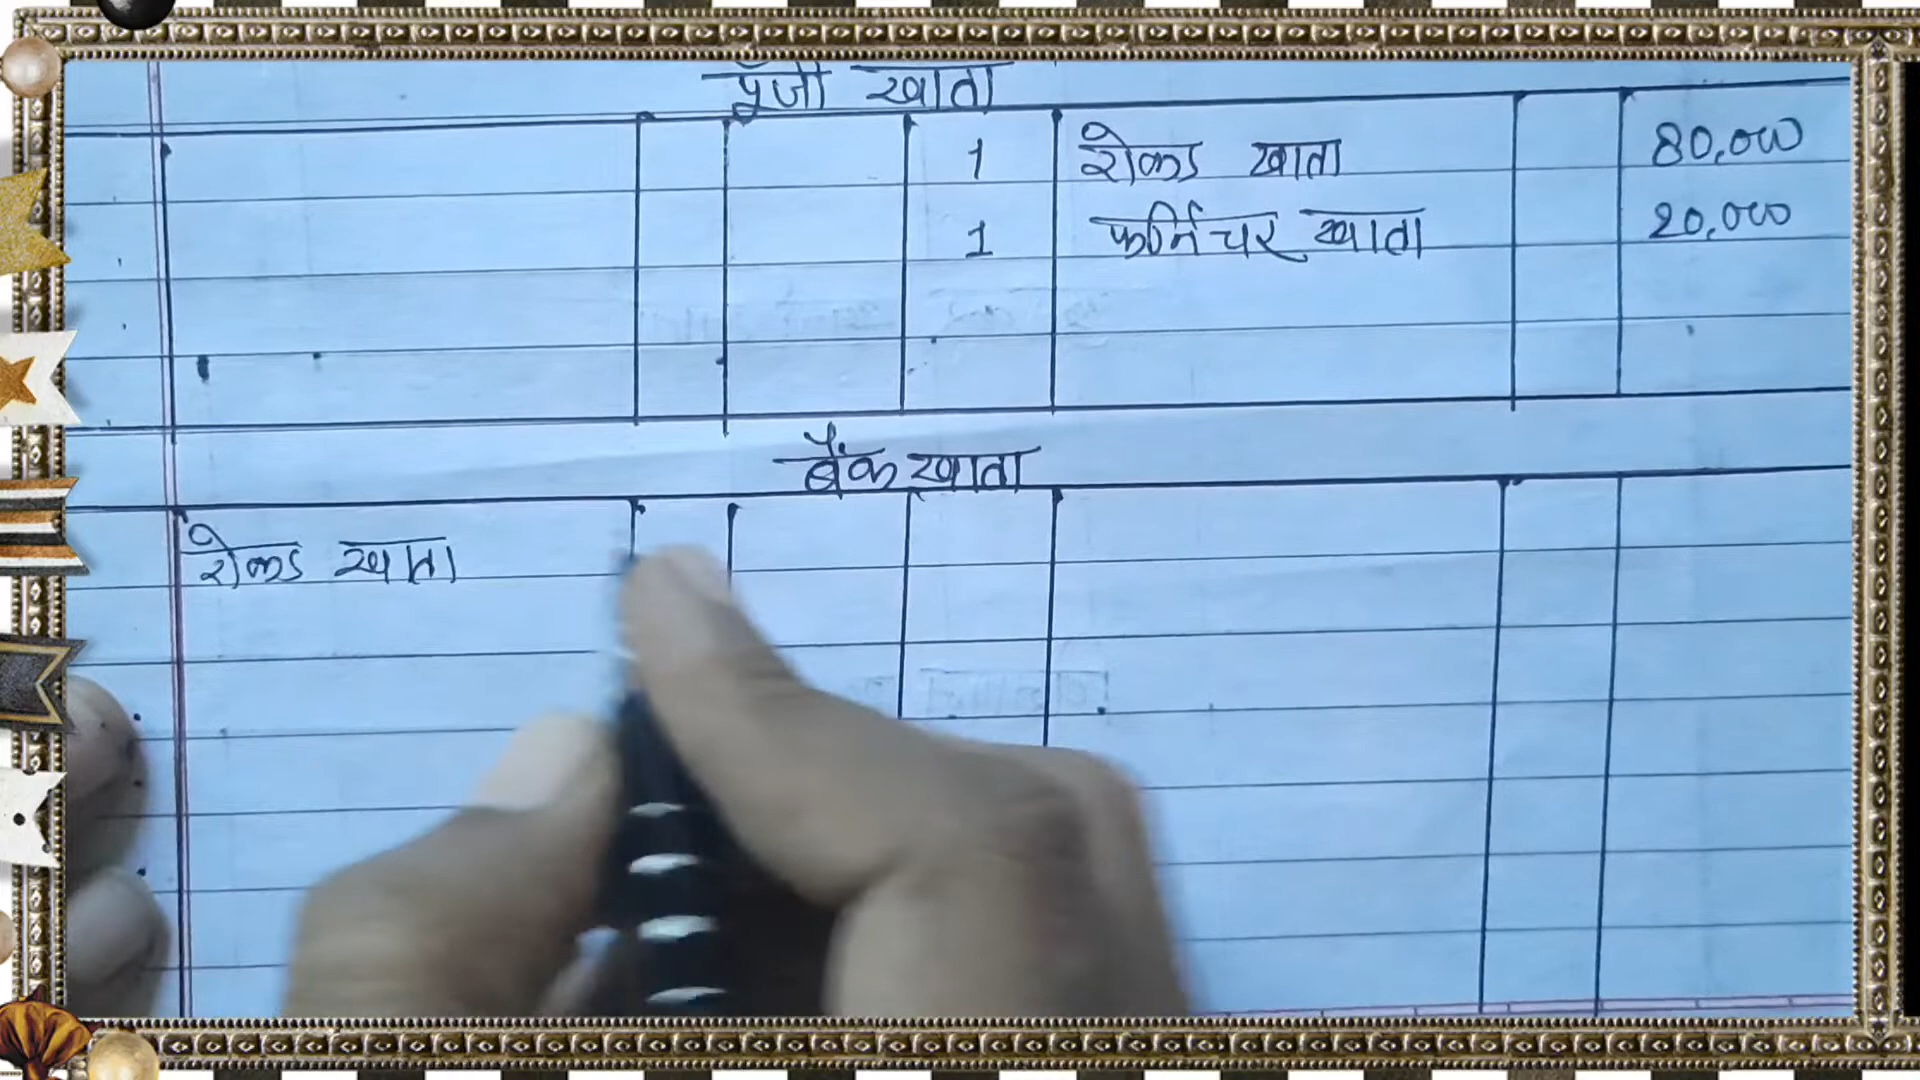 पूँजी खाता
1 रोकड खाता 80,000
1 फर्निचर खाता 20,000
बैंक खाता
रोकड खाता